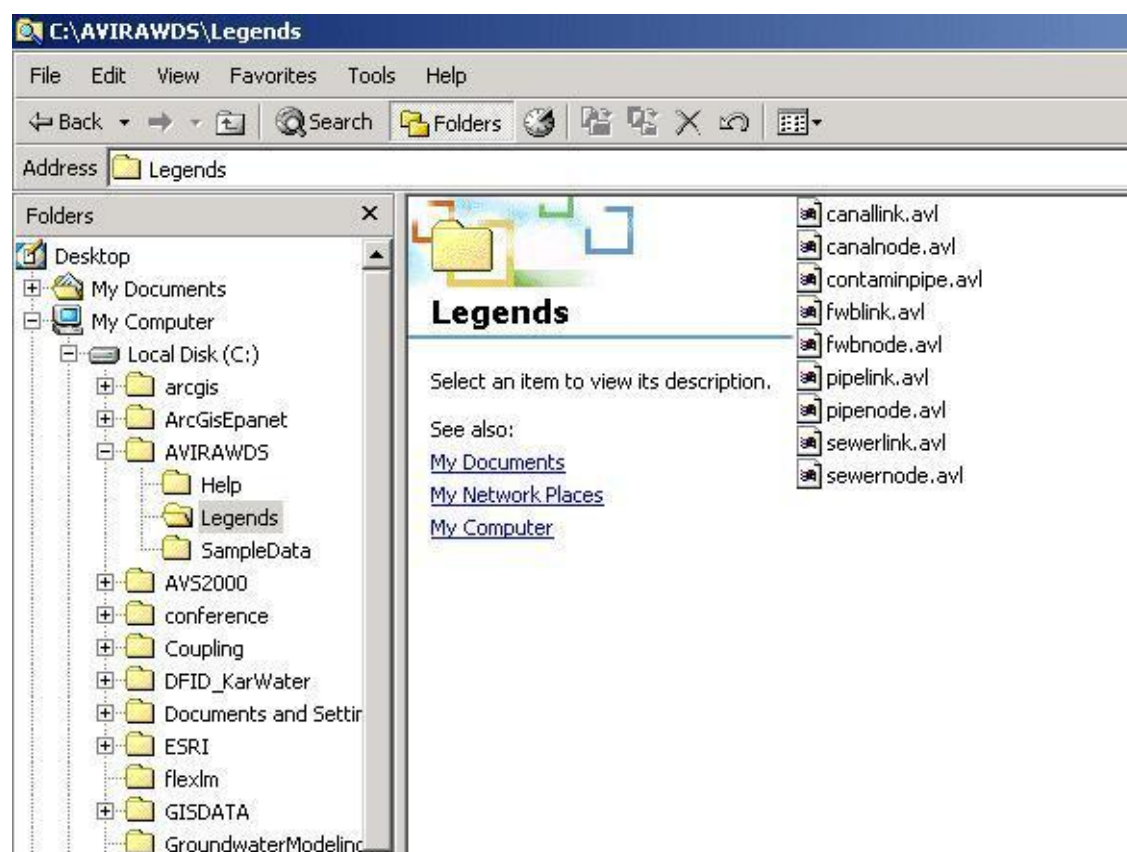 C:\AVIRAWDS\Legends
File Edit View Favorites Tools Help
Back Search Folders
Address Legends
Folders
Desktop
My Documents
My Computer
Local Disk (C:)
arcgis
ArcGisEpanet
AVIRAWDS
Help
Legends
SampleData
AVS2000
conference
Coupling
DFID_KarWater
Documents and Settin
ESRI
flexlm
GISDATA
GroundwaterModeling
Legends
Select an item to view its description.
See also:
My Documents
My Network Places
My Computer
canallink.avl
canalnode.avl
contaminpipe.avl
fwblink.avl
fwbnode.avl
pipelink.avl
pipenode.avl
sewerlink.avl
sewernode.avl